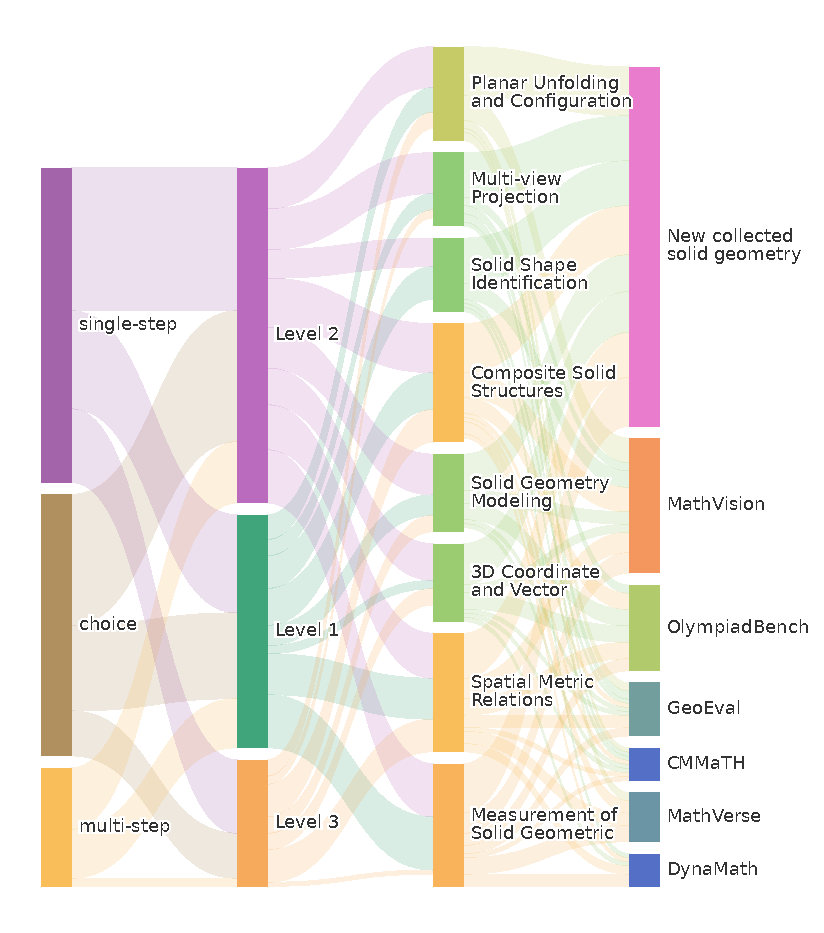 single-step
choice
multi-step
Level 2
Level 1
Level 3
Planar Unfolding
and Configuration
Multi-view
Projection
Solid Shape
Identification
Composite Solid
Structures
Solid Geometry
Modeling
3D Coordinate
and Vector
Spatial Metric
Relations
Measurement of
Solid Geometric
New collected
solid geometry
MathVision
OlympiadBench
GeoEval
CMMaTH
MathVerse
DynaMath